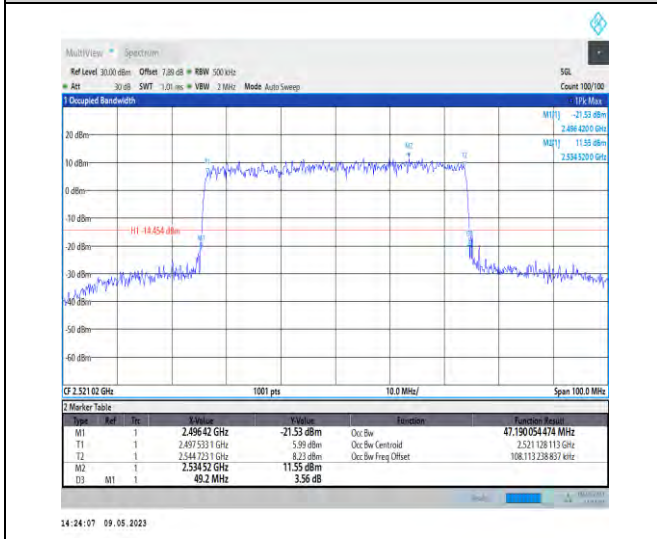 MultiView Spectrum
Ref Level 30.00 dBm Offset 7.89 dB RBW 500 kHz SGL
Att 30 dB SWT 1.01 ms VBW 2 MHz Mode Auto Sweep Count 100/100
1 Occupied Bandwidth 1Pk Max
M1[1] -21.53 dBm
2.496 4200 GHz
20 dBm M2[1] 11.55 dBm
2.534 5200 GHz
M2
T1 T2
10 dBm
0 dBm
-10 dBm
H1 -14.454 dBm
M1
-20 dBm
-30 dBm
-40 dBm
-50 dBm
-60 dBm
CF 2.521 02 GHz 1001 pts 10.0 MHz/ Span 100.0 MHz
2 Marker Table
Type Ref Trc X-Value Y-Value Function Function Result
M1 1 2.496 42 GHz -21.53 dBm Occ Bw 47.190 054 474 MHz
T1 1 2.497 533 1 GHz 5.99 dBm Occ Bw Centroid 2.521 128 113 GHz
T2 1 2.544 723 1 GHz 8.23 dBm Occ Bw Freq Offset 108.113 238 837 kHz
M2 1 2.534 52 GHz 11.55 dBm
D3 M1 1 49.2 MHz 3.56 dB
14:24:07 09.05.2023